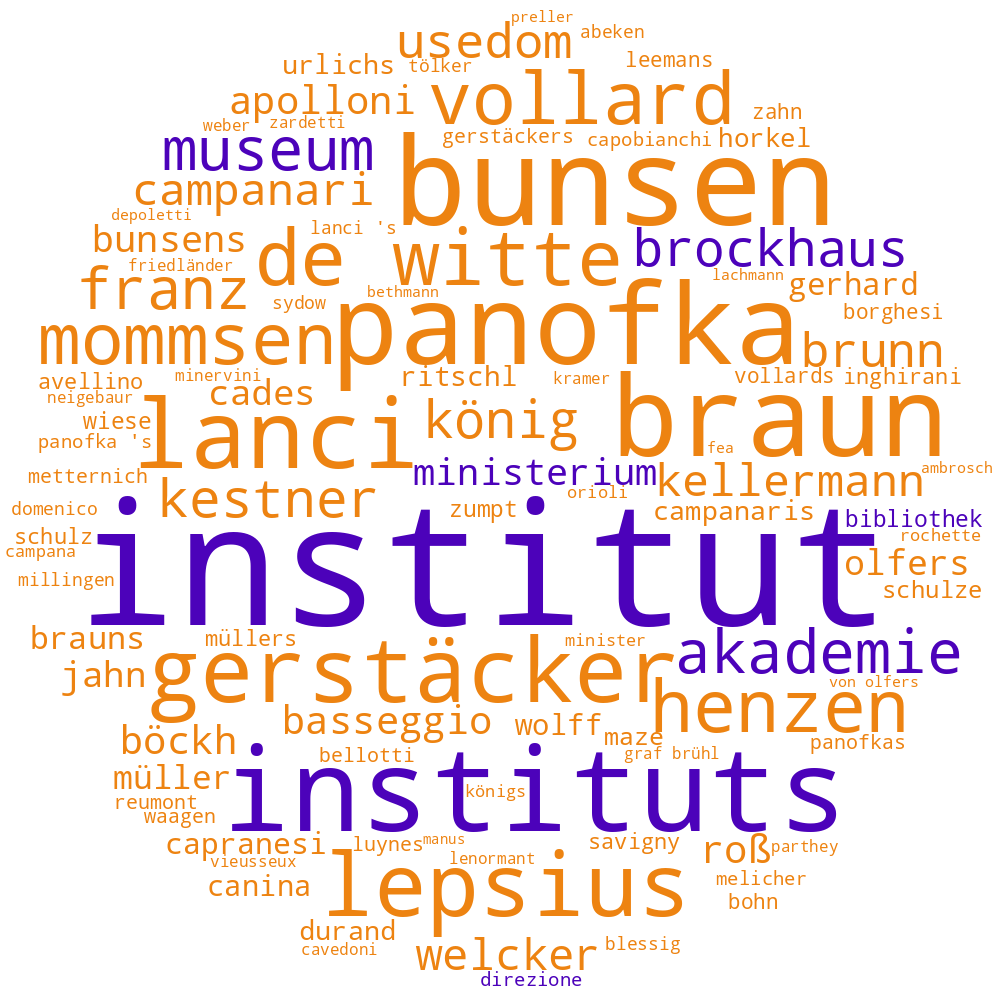 preller
usedom abeken
urlichs tölker leemans
apolloni vollard zahn
weber zardetti gerstäckers capobianchi horkel
museum bunsen
campanari
depoletti lanci 's
bunsens de witte brockhaus
friedländer lachmann
franz sydow bethmann gerhard
borghesi
mommsen panofka brunn
avellino minervini ritschl kramer vollards inghirani
neigebaur cades
wiese lanci könig braun
panofka 's fea
metternich ministerium kellermann ambrosch
kestner orioli
domenico zumpt campanaris bibliothek
schulz rochette
campana institut olfers
millingen schulze
brauns müllers minister akademie
jahn gerstäcker von olfers
henzen
böckh basseggio wolff maze panofkas
bellotti graf brühl
müller instituts
reumont königs
waagen
capranesi luynes manus savigny roß parthey
vieusseux lenormant
canina lepsius melicher
bohn
durand
cavedoni welcker blessig
direzione